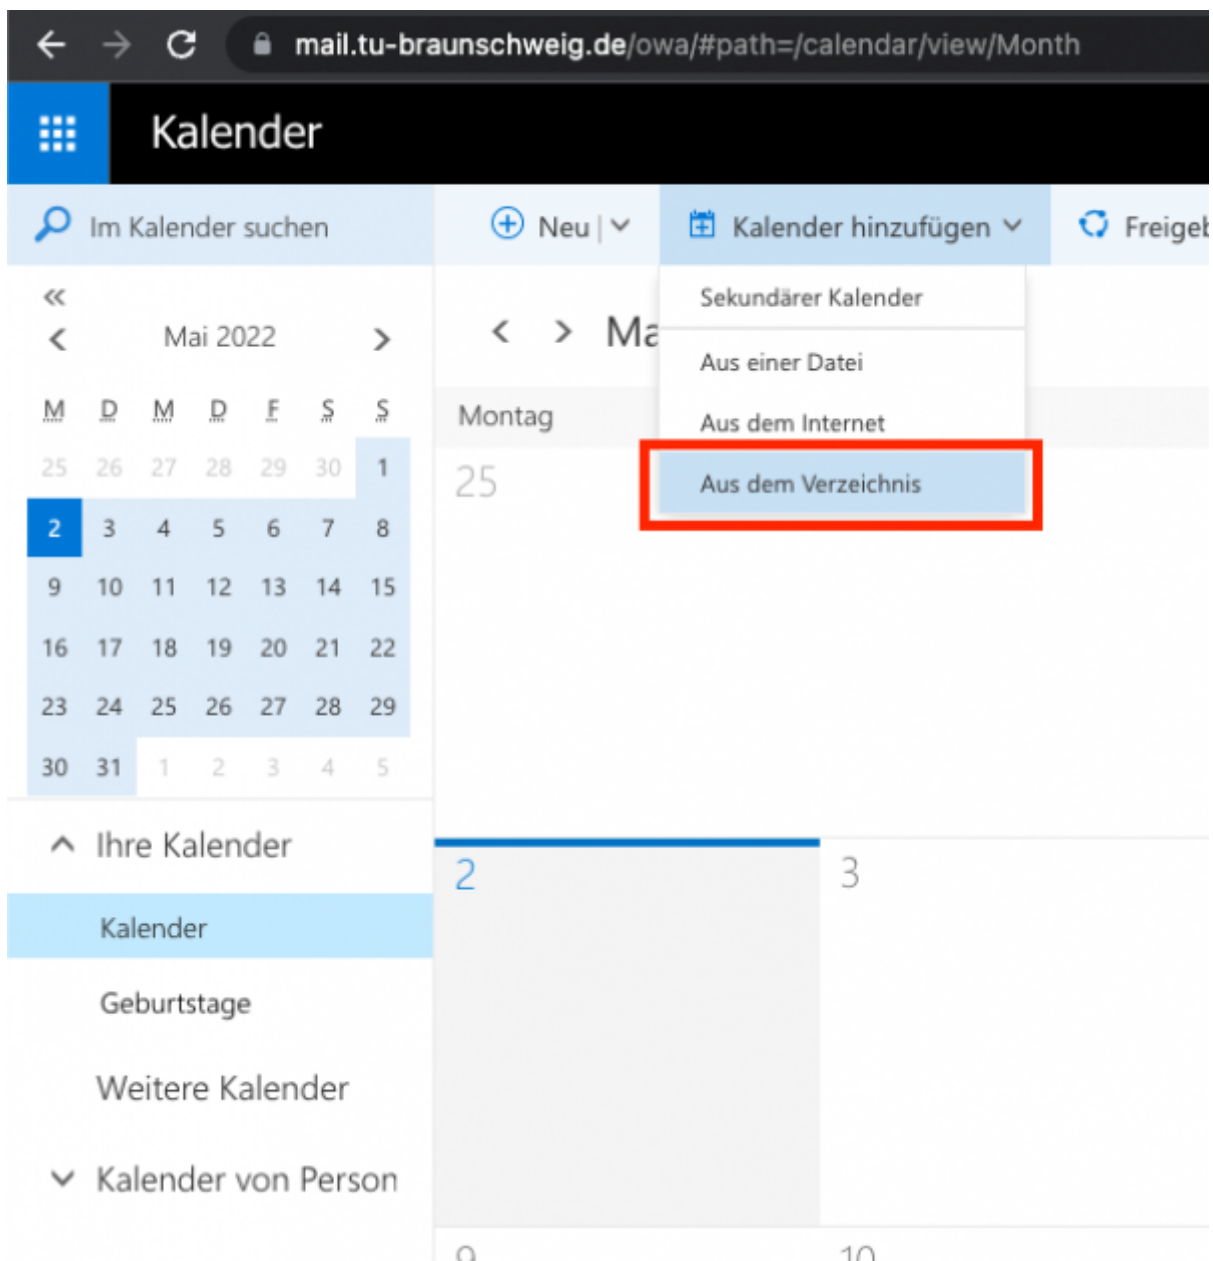 mail.tu-braunschweig.de/owa/#path=/calendar/view/Month
Kalender
Im Kalender suchen
Neu
Kalender hinzufügen
Sekundärer Kalender
Aus einer Datei
Aus dem Internet
Aus dem Verzeichnis
«
Mai 2022
M D M D F S S
25 26 27 28 29 30 1
2 3 4 5 6 7 8
9 10 11 12 13 14 15
16 17 18 19 20 21 22
23 24 25 26 27 28 29
30 31 1 2 3 4 5
Ihre Kalender
Kalender
Geburtstage
Weitere Kalender
Kalender von Person
Montag
25
2 3
9 10